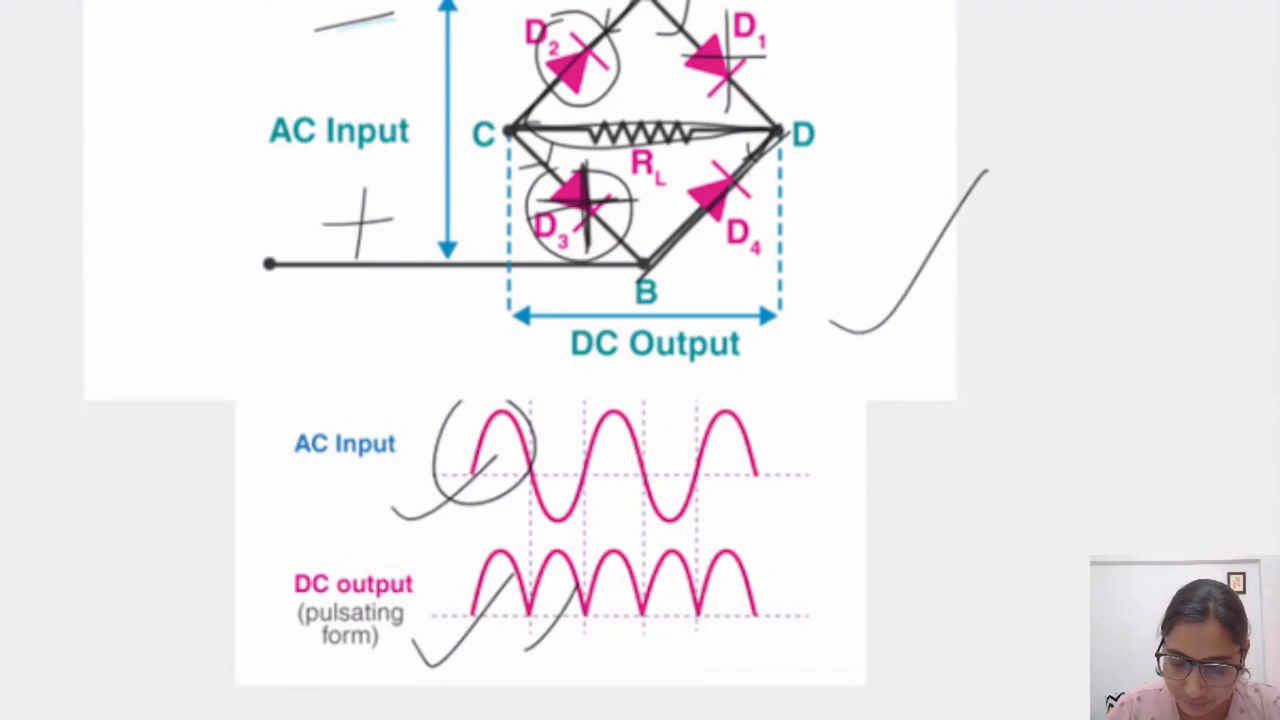 D2
D1
AC Input
C
D
RL
D3
D4
B
DC Output
AC Input
DC output
(pulsating
form)